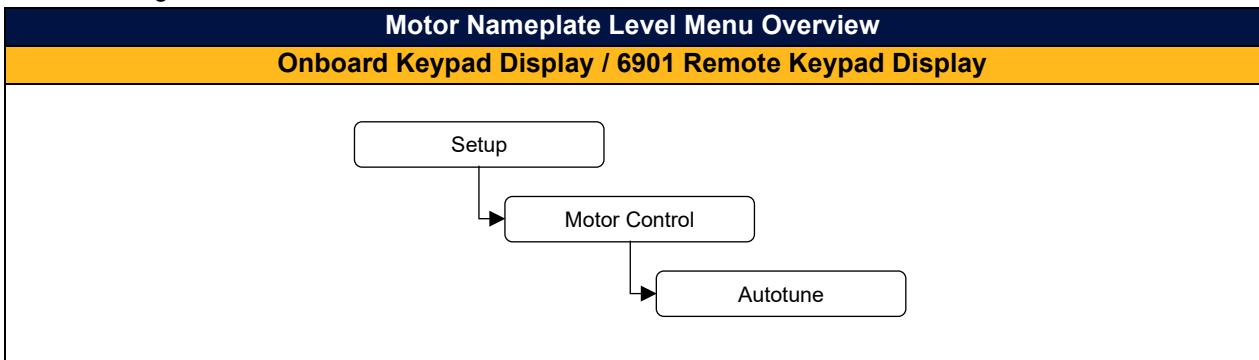 Motor Nameplate Level Menu Overview
Onboard Keypad Display / 6901 Remote Keypad Display
Setup
Motor Control
Autotune